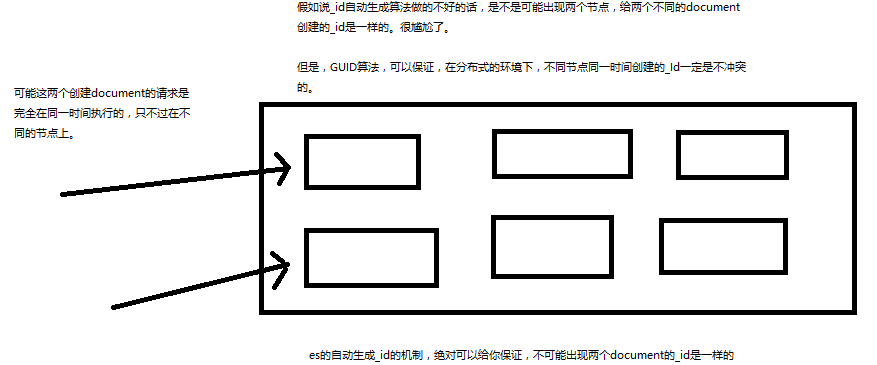 假如说_id自动生成算法做的不好的话，是不是可能出现两个节点，给两个不同的document
创建的_id是一样的。很尴尬了。
但是，GUID算法，可以保证，在分布式的环境下，不同节点同一时间创建的_Id一定是不冲突
的。
可能这两个创建document的请求是
完全在同一时间执行的，只不过在不
同的节点上。
es的自动生成_id的机制，绝对可以给你保证，不可能出现两个document的_id是一样的